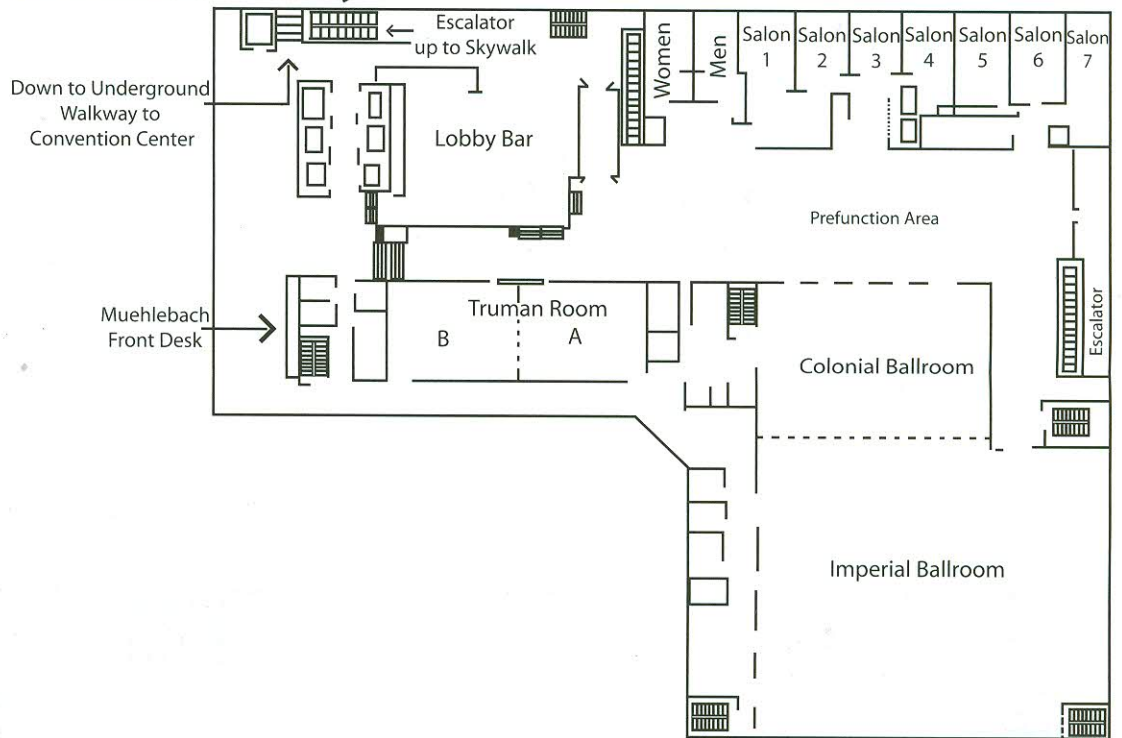 Escalator
up to Skywalk
Down to Underground
Walkway to
Convention Center
Lobby Bar
Women
Men
Salon
1
Salon
2
Salon
3
Salon
4
Salon
5
Salon
6
Salon
7
Prefunction Area
Muehlebach
Front Desk
Truman Room
B
A
Escalator
Colonial Ballroom
Imperial Ballroom